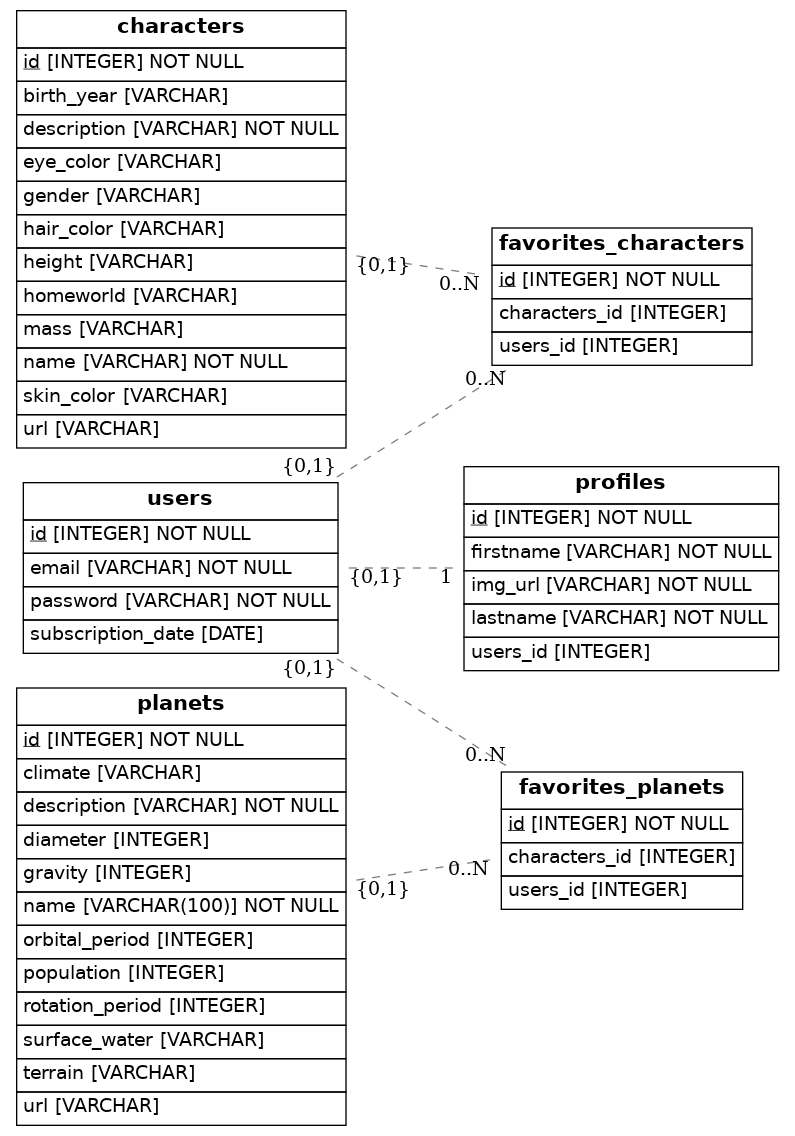 characters
id [INTEGER] NOT NULL
birth_year [VARCHAR]
description [VARCHAR] NOT NULL
eye_color [VARCHAR]
gender [VARCHAR]
hair_color [VARCHAR]
height [VARCHAR]
homeworld [VARCHAR]
mass [VARCHAR]
name [VARCHAR] NOT NULL
skin_color [VARCHAR]
url [VARCHAR]
{0,1}
0..N
favorites_characters
id [INTEGER] NOT NULL
characters_id [INTEGER]
users_id [INTEGER]
0..N
{0,1}
users
id [INTEGER] NOT NULL
email [VARCHAR] NOT NULL
password [VARCHAR] NOT NULL
subscription_date [DATE]
{0,1}
1
profiles
id [INTEGER] NOT NULL
firstname [VARCHAR] NOT NULL
img_url [VARCHAR] NOT NULL
lastname [VARCHAR] NOT NULL
users_id [INTEGER]
{0,1}
0..N
planets
id [INTEGER] NOT NULL
climate [VARCHAR]
description [VARCHAR] NOT NULL
diameter [INTEGER]
gravity [INTEGER]
name [VARCHAR(100)] NOT NULL
orbital_period [INTEGER]
population [INTEGER]
rotation_period [INTEGER]
surface_water [VARCHAR]
terrain [VARCHAR]
url [VARCHAR]
{0,1}
0..N
favorites_planets
id [INTEGER] NOT NULL
characters_id [INTEGER]
users_id [INTEGER]